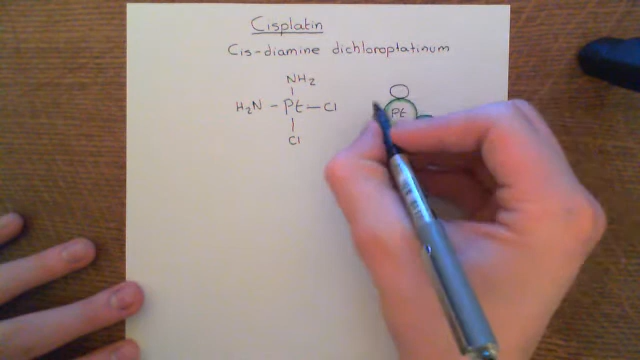 Cisplatin
Cis-diamine dichloroplatinum
NH2
H2N - Pt - Cl
Cl
Pt